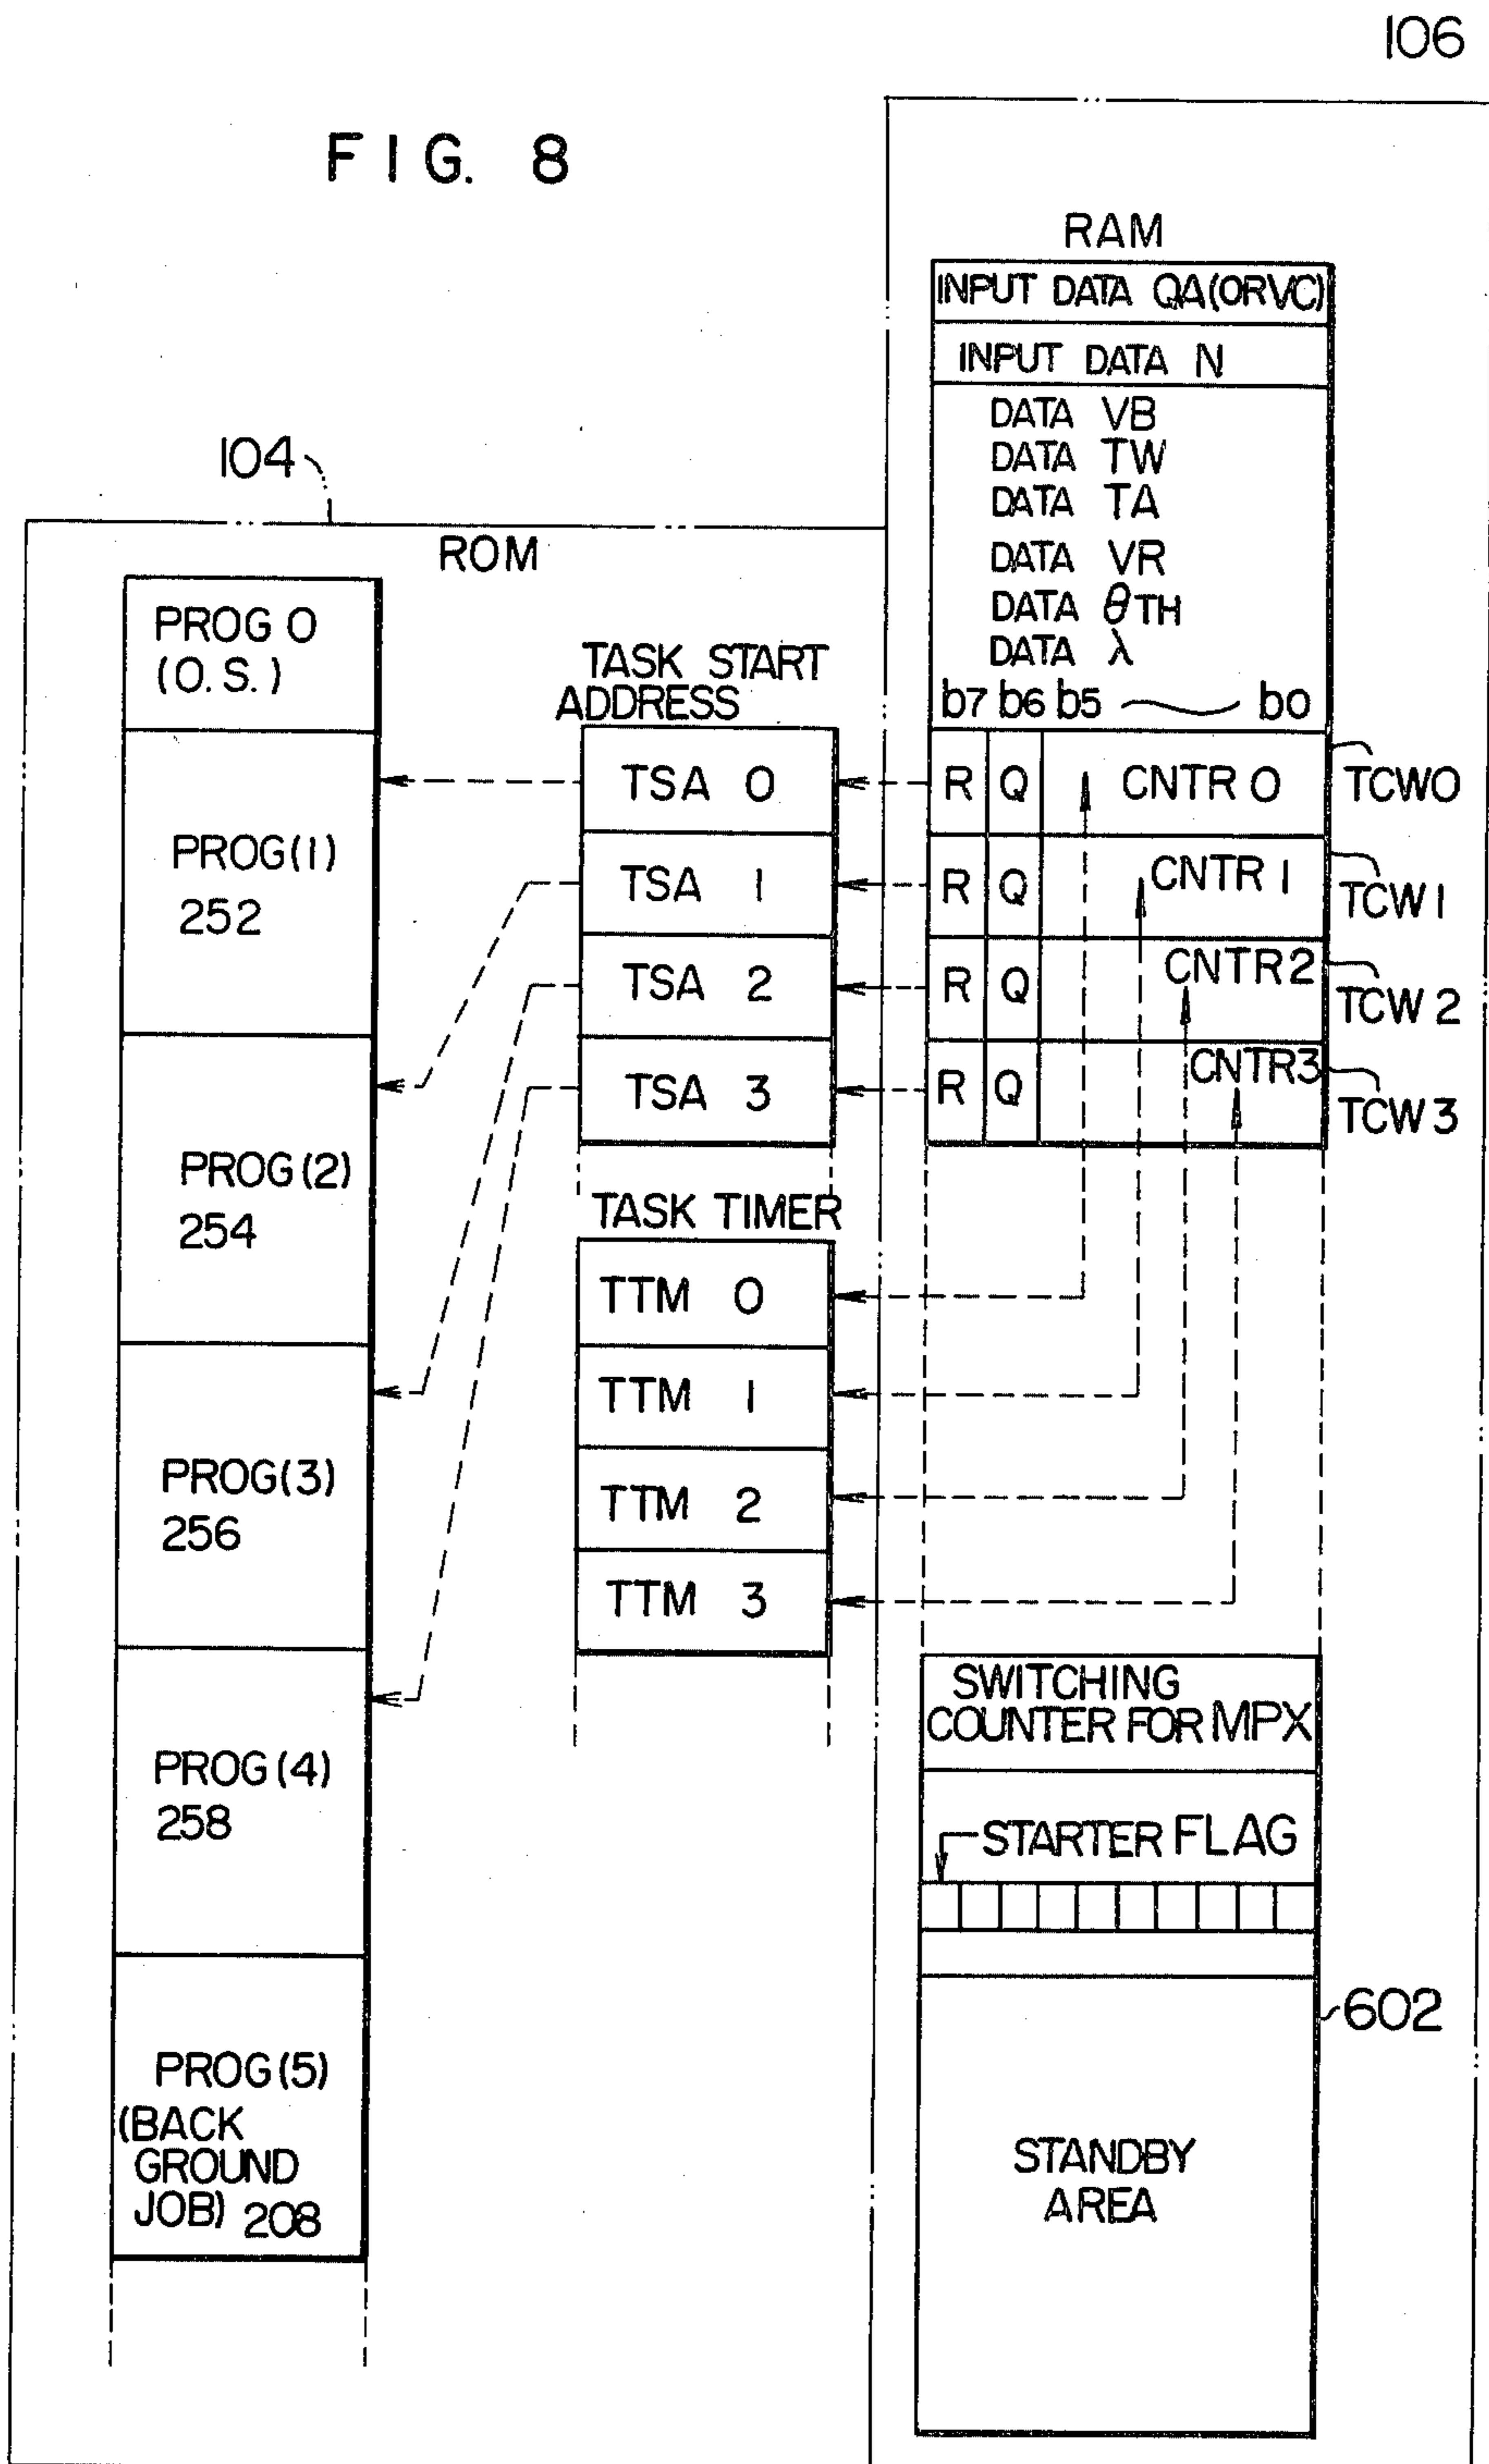 106
FIG. 8
RAM
INPUT DATA QA(ORVC)
INPUT DATA N
DATA VB
DATA TW
DATA TA
DATA VR
DATA θTH
DATA λ
b7 b6 b5 〜 b0
R Q CNTR 0 TCW0
R Q CNTR 1 TCW 1
R Q CNTR2 TCW 2
R Q CNTR3 TCW 3
SWITCHING
COUNTER FOR MPX
STARTER FLAG
602
STANDBY
AREA
104
ROM
PROG 0
(O.S.)
PROG(1)
252
PROG(2)
254
PROG(3)
256
PROG(4)
258
PROG(5)
(BACK
GROUND
JOB) 208
TASK START
ADDRESS
TSA 0
TSA 1
TSA 2
TSA 3
TASK TIMER
TTM 0
TTM 1
TTM 2
TTM 3